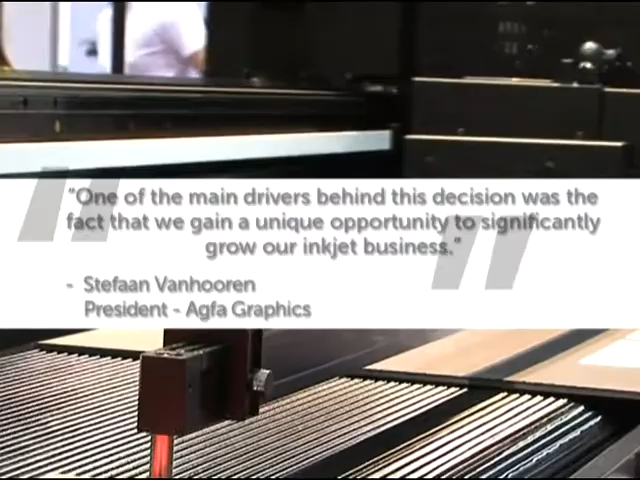 "One of the main drivers behind this decision was the
fact that we gain a unique opportunity to significantly
grow our inkjet business."
- Stefaan Vanhooren
President - Agfa Graphics